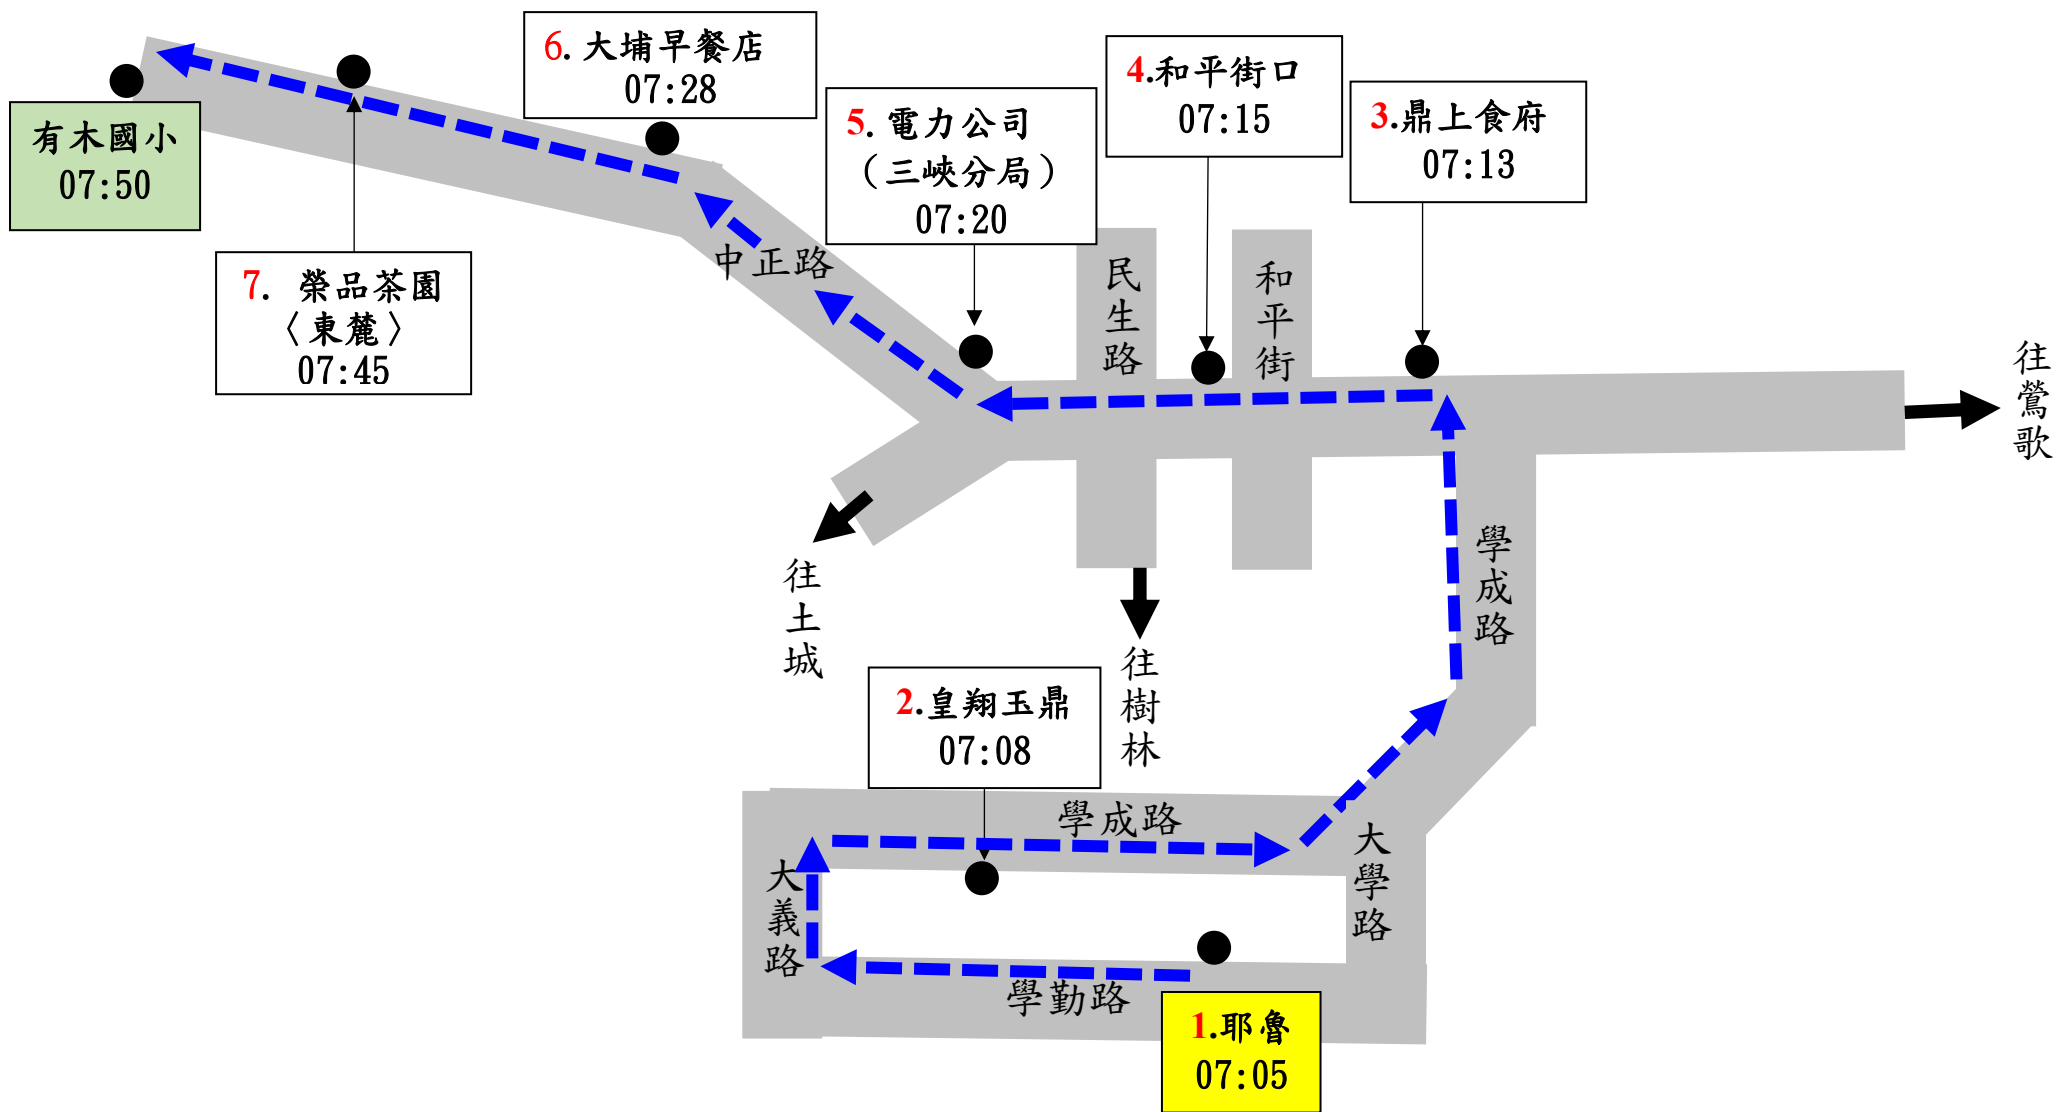 6. 大埔早餐店
07:28
4.和平街口
07:15
3.鼎上食府
07:13
5. 電力公司
（三峽分局）
07:20
有木國小
07:50
7. 榮品茶園
〈東麓〉
07:45
中正路
民生路
和平街
往鶯歌
學成路
往土城
往樹林
2.皇翔玉鼎
07:08
學成路
大學路
大義路
學勤路
1.耶魯
07:05